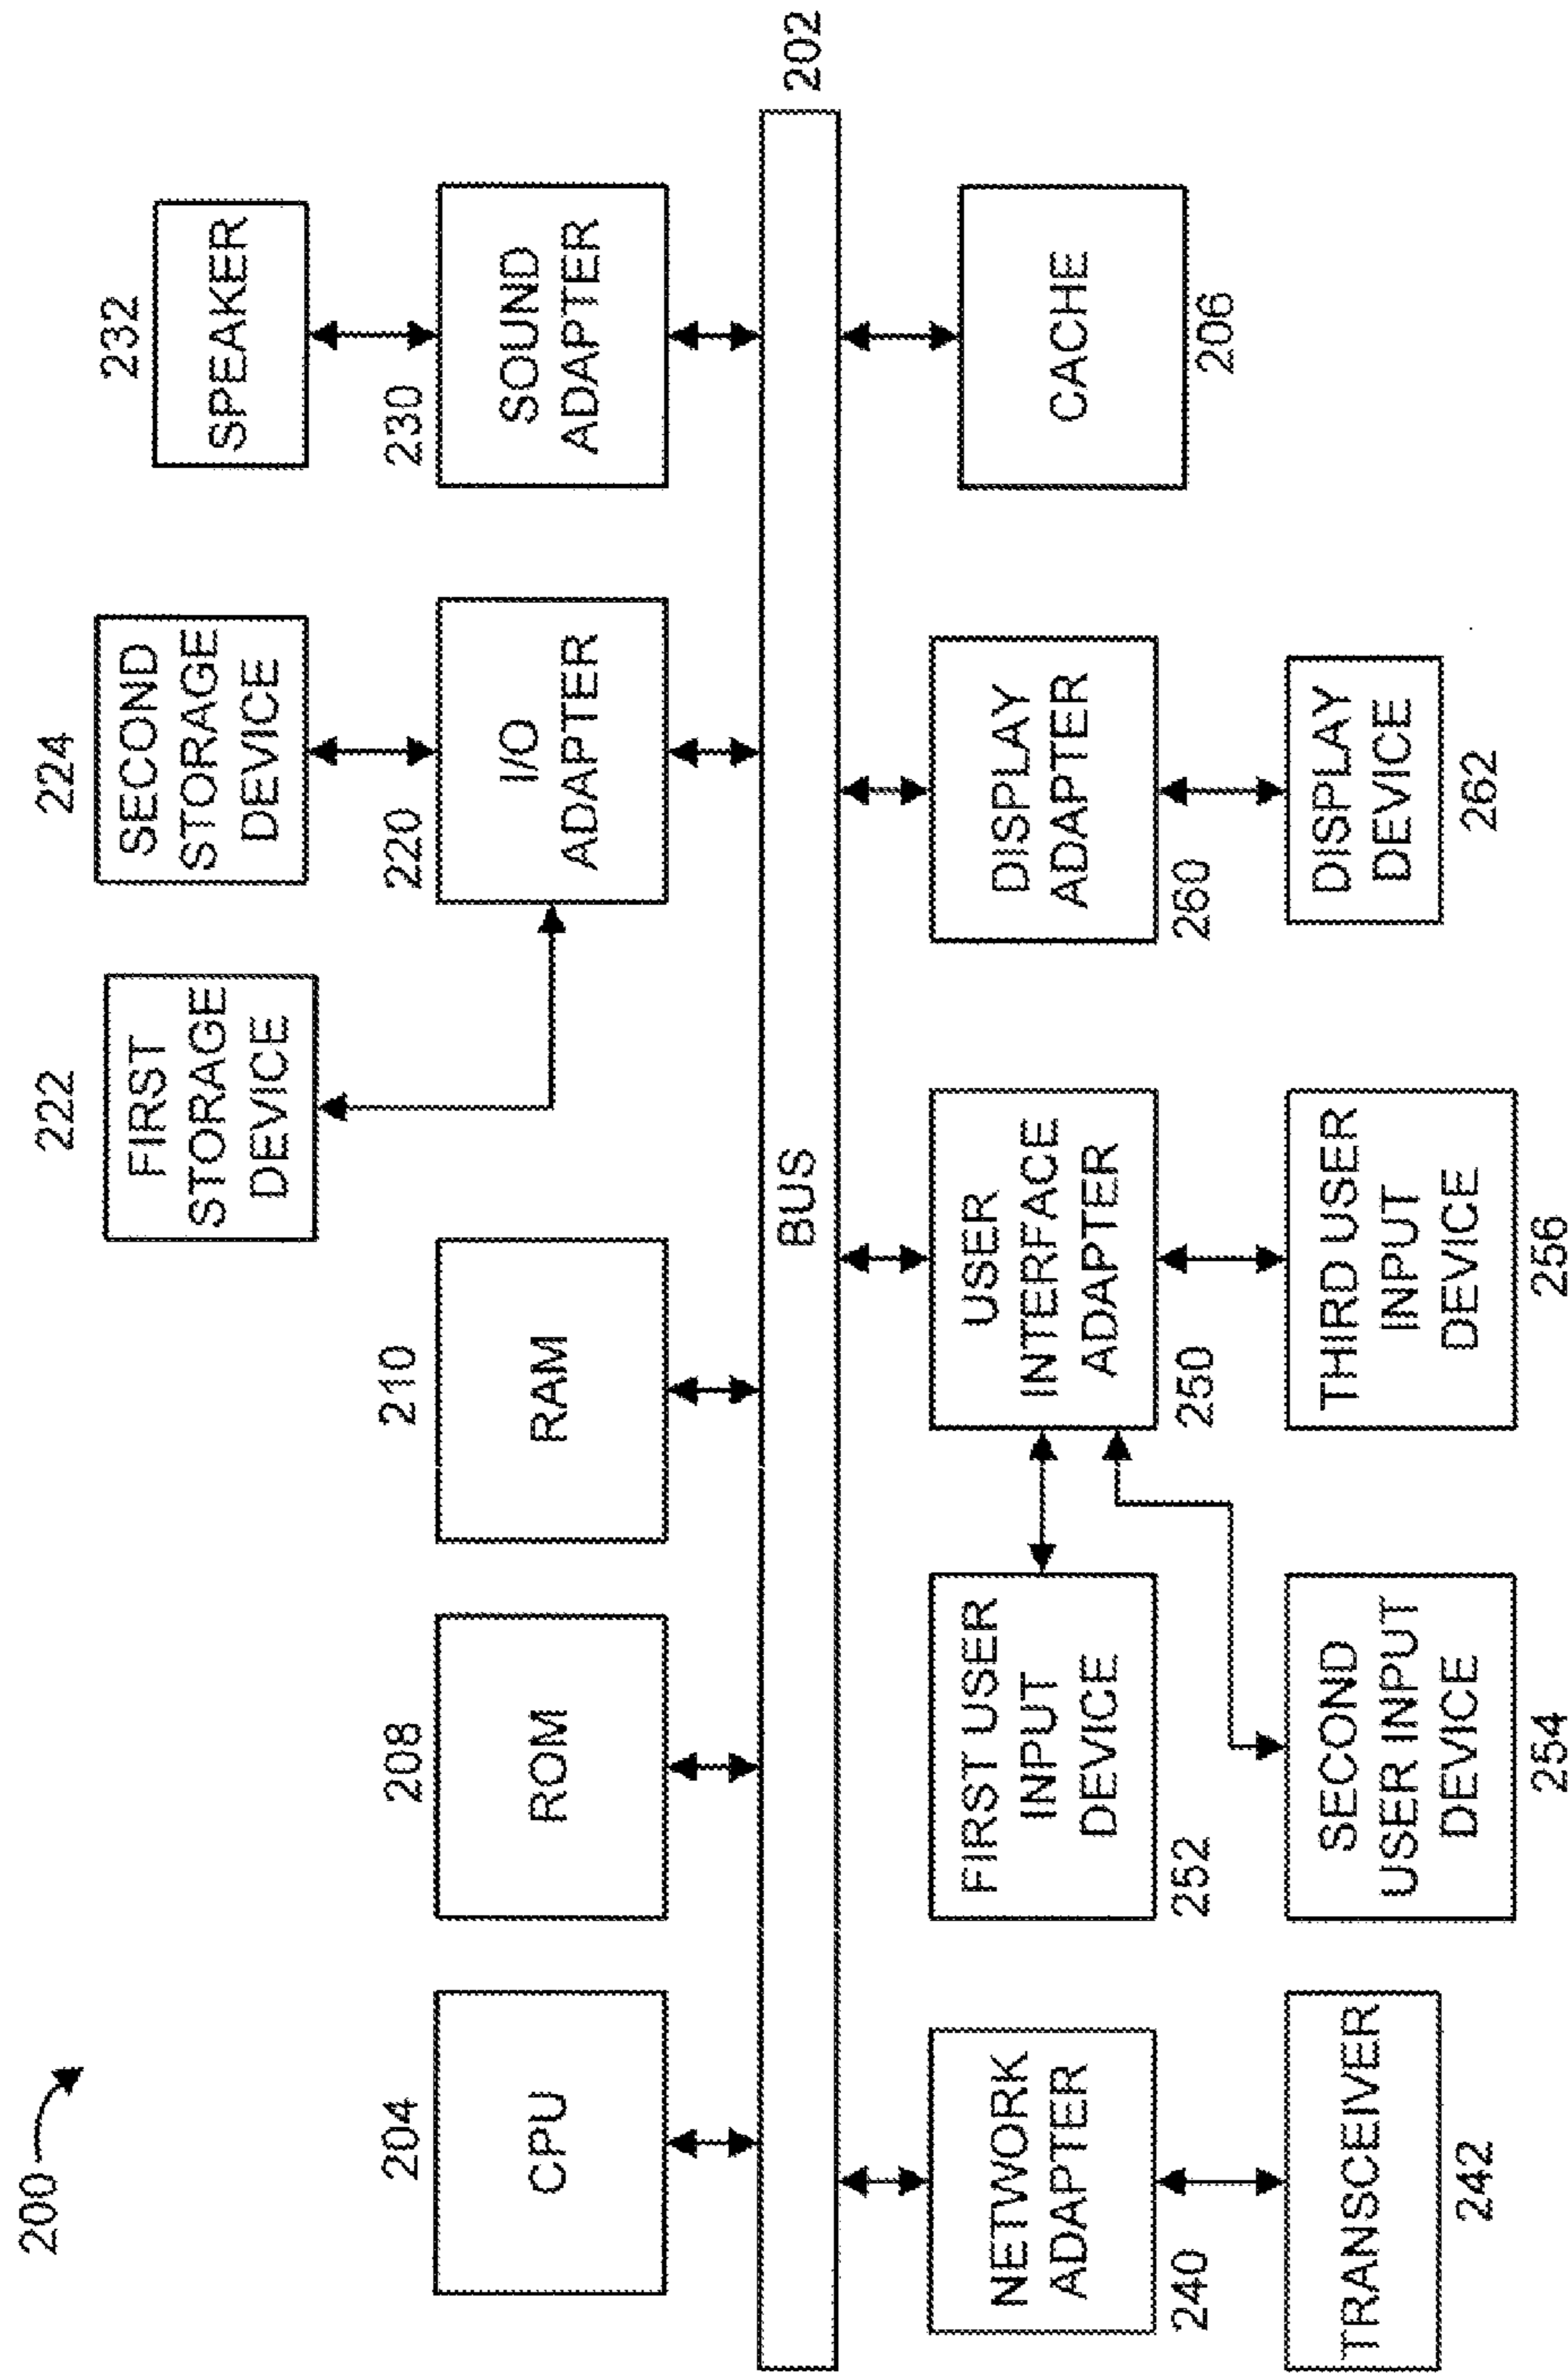 200
222
FIRST
STORAGE
DEVICE
224
SECOND
STORAGE
DEVICE
232
SPEAKER
204
CPU
208
ROM
210
RAM
220
I/O
ADAPTER
230
SOUND
ADAPTER
BUS
202
240
NETWORK
ADAPTER
252
FIRST USER
INPUT
DEVICE
250
USER
INTERFACE
ADAPTER
260
DISPLAY
ADAPTER
CACHE
206
TRANSCEIVER
242
SECOND
USER INPUT
DEVICE
254
THIRD USER
INPUT
DEVICE
256
DISPLAY
DEVICE
262